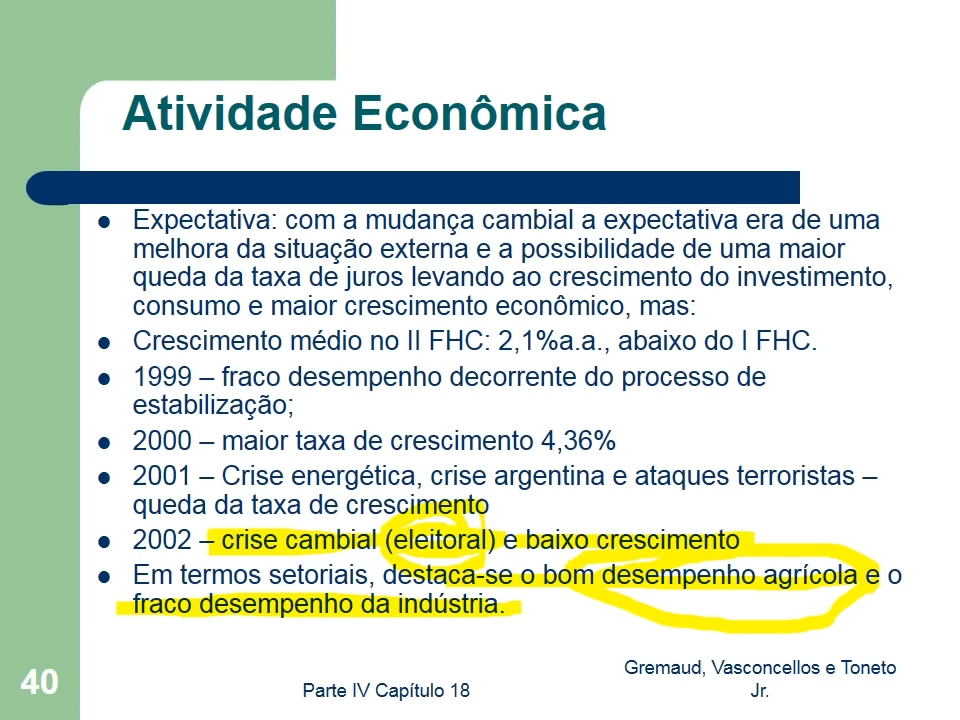 Atividade Econômica
Expectativa: com a mudança cambial a expectativa era de uma
melhora da situação externa e a possibilidade de uma maior
queda da taxa de juros levando ao crescimento do investimento,
consumo e maior crescimento econômico, mas:
Crescimento médio no II FHC: 2,1%a.a., abaixo do I FHC.
1999 – fraco desempenho decorrente do processo de
estabilização;
2000 – maior taxa de crescimento 4,36%
2001 – Crise energética, crise argentina e ataques terroristas –
queda da taxa de crescimento
2002 – crise cambial (eleitoral) e baixo crescimento
Em termos setoriais, destaca-se o bom desempenho agrícola e o
fraco desempenho da indústria.
40
Parte IV Capítulo 18
Gremaud, Vasconcellos e Toneto
Jr.